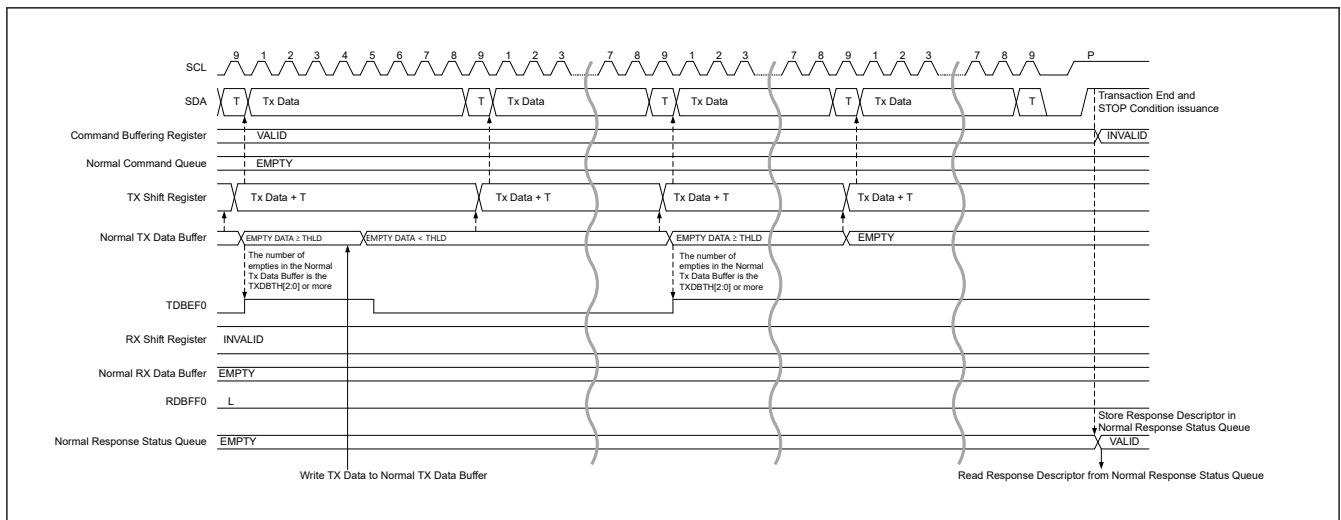 SCL 9 1 2 3 4 5 6 7 8 9 1 2 3 7 8 9 1 2 3 7 8 9 1 2 3 7 8 9 P
SDA T Tx Data T Tx Data T Tx Data T Tx Data T
Transaction End and
STOP Condition issuance
Command Buffering Register VALID INVALID
Normal Command Queue EMPTY
TX Shift Register Tx Data + T Tx Data + T Tx Data + T Tx Data + T
Normal TX Data Buffer EMPTY DATA ≥ THLD EMPTY DATA < THLD EMPTY DATA ≥ THLD EMPTY
The number of
empties in the Normal
Tx Data Buffer is the
TXDBTH[2:0] or more
The number of
empties in the Normal
Tx Data Buffer is the
TXDBTH[2:0] or more
TDBEF0
RX Shift Register INVALID
Normal RX Data Buffer EMPTY
RDBFF0 L
Store Response Descriptor in
Normal Response Status Queue
Normal Response Status Queue EMPTY VALID
Write TX Data to Normal TX Data Buffer
Read Response Descriptor from Normal Response Status Queue